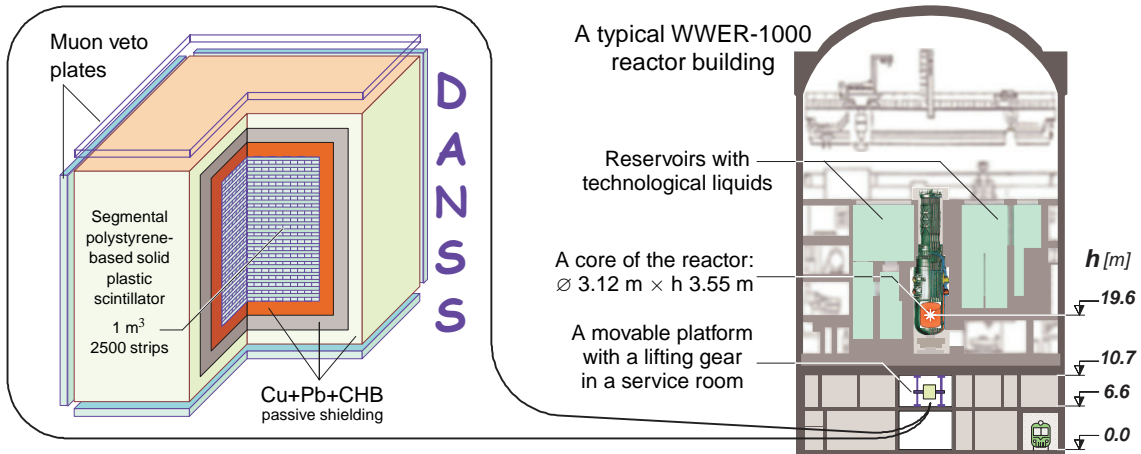 Muon veto
plates
D
A
N
S
S
Segmental
polystyrene-
based solid
plastic
scintillator
1 m³
2500 strips
Cu+Pb+CHB
passive shielding
A typical WWER-1000
reactor building
Reservoirs with
technological liquids
A core of the reactor:
∅ 3.12 m × h 3.55 m
A movable platform
with a lifting gear
in a service room
h [m]
19.6
10.7
6.6
0.0